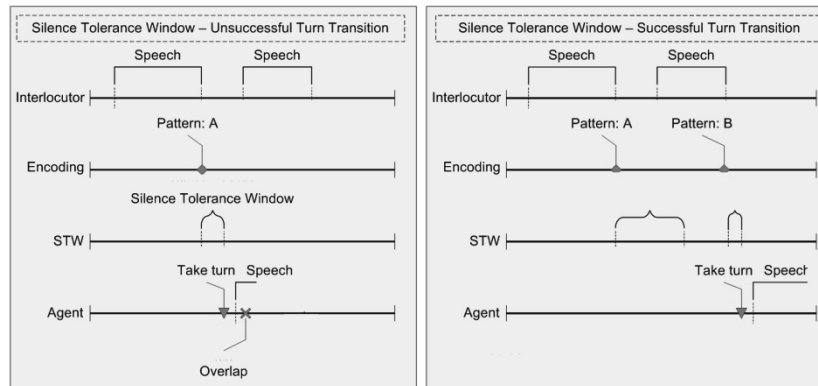 Silence Tolerance Window – Unsuccessful Turn Transition
Speech Speech
Interlocutor
Pattern: A
Encoding
Silence Tolerance Window
STW
Take turn Speech
Agent
Overlap
Silence Tolerance Window – Successful Turn Transition
Speech Speech
Interlocutor
Pattern: A Pattern: B
Encoding
STW
Take turn Speech
Agent